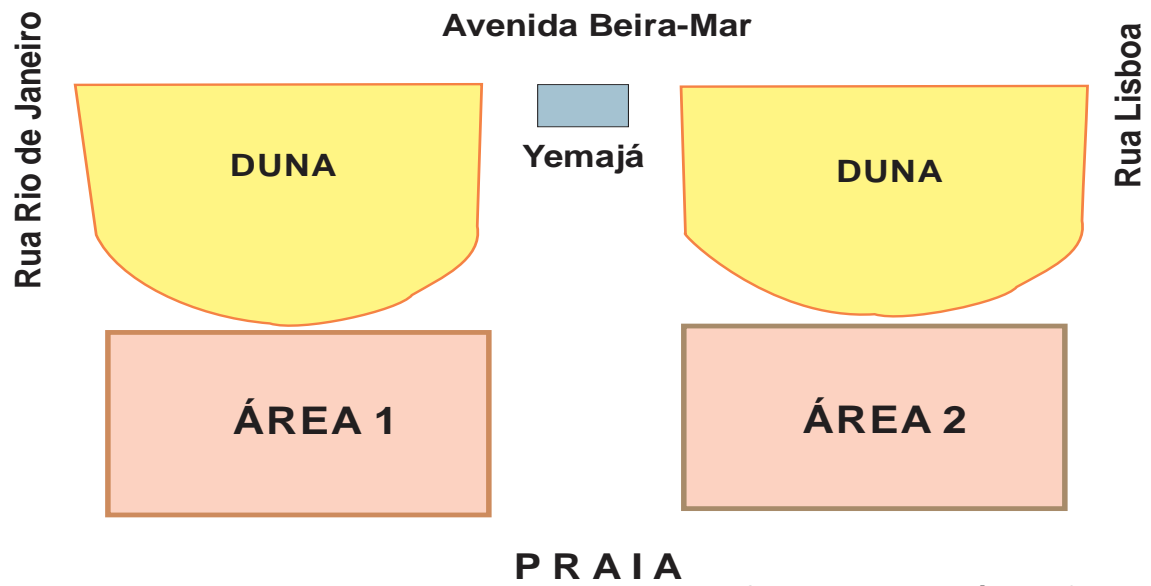 Avenida Beira-Mar
Rua Rio de Janeiro
Rua Lisboa
DUNA
Yemajá
DUNA
ÁREA 1
ÁREA 2
PRAIA